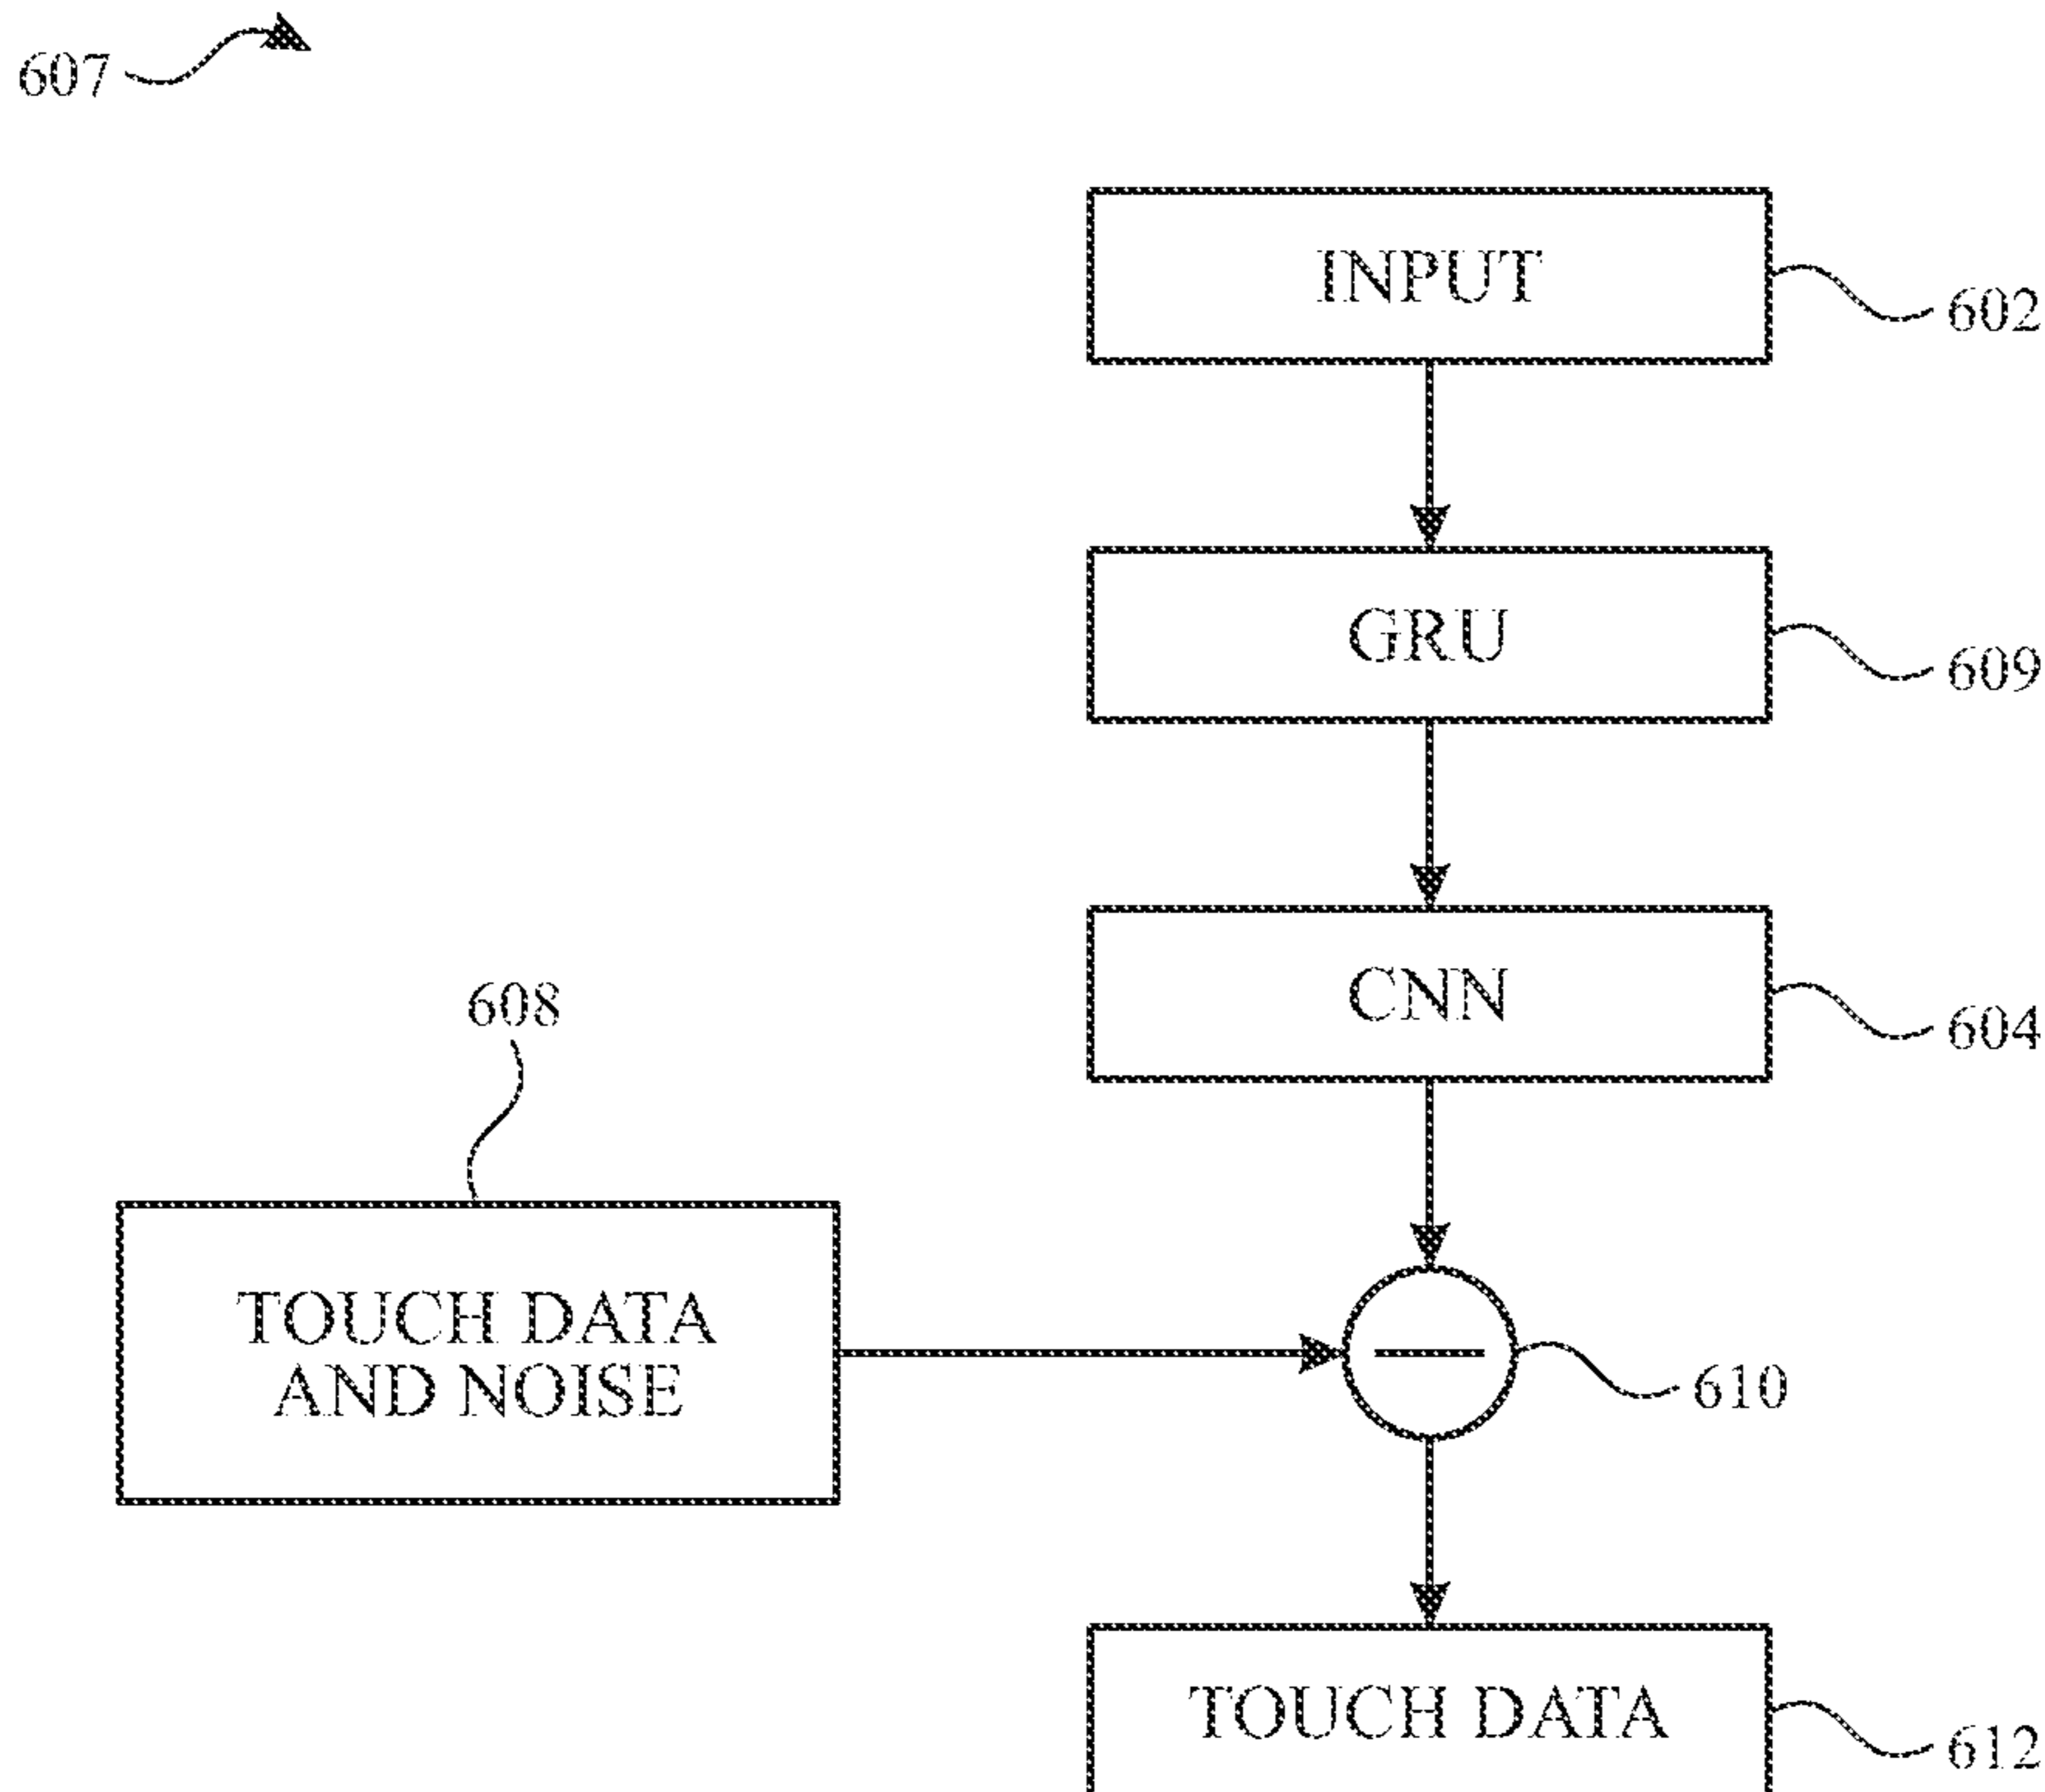 607
INPUT
602
GRU
609
CNN
604
608
TOUCH DATA
AND NOISE
610
TOUCH DATA
612